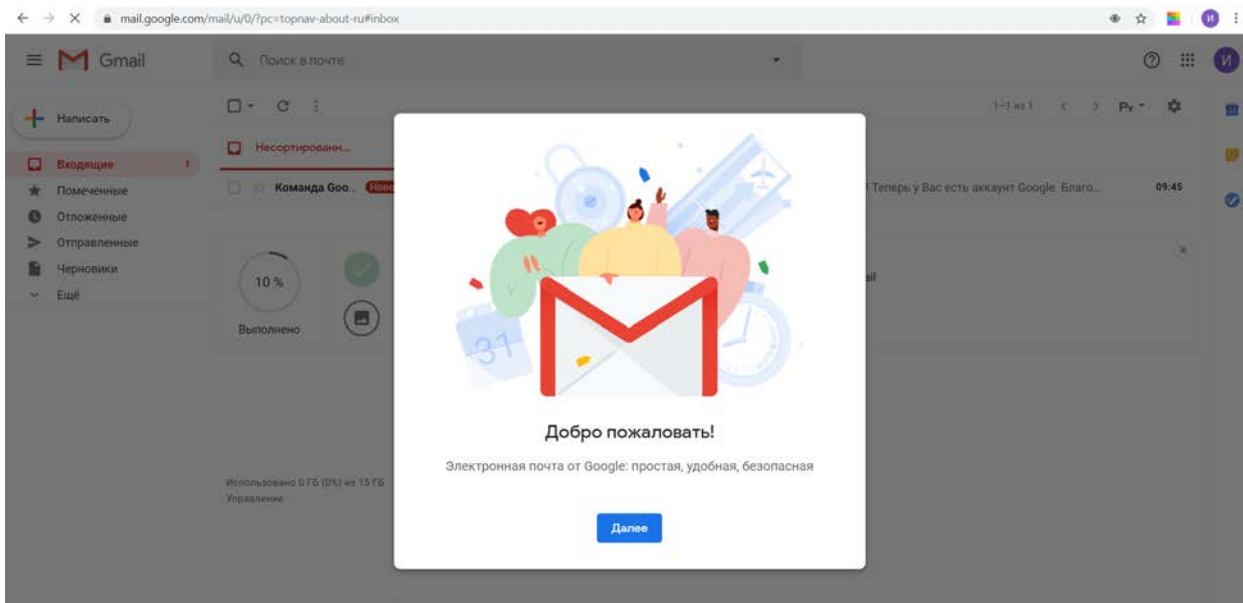 mail.google.com/mail/u/0/?pc=topnav-about-ru#inbox
И
Gmail
Поиск в почте
И
Написать
1–1 из 1
Ру
Несортированн...
Входящие 1
Команда Goo...
! Теперь у Вас есть аккаунт Google. Благо...
09:45
Помеченные
Отложенные
Отправленные
Черновики
Ещё
10 %
Выполнено
31
ail
Добро пожаловать!
Электронная почта от Google: простая, удобная, безопасная
Использовано 0 ГБ (0%) из 15 ГБ
Управление
Далее